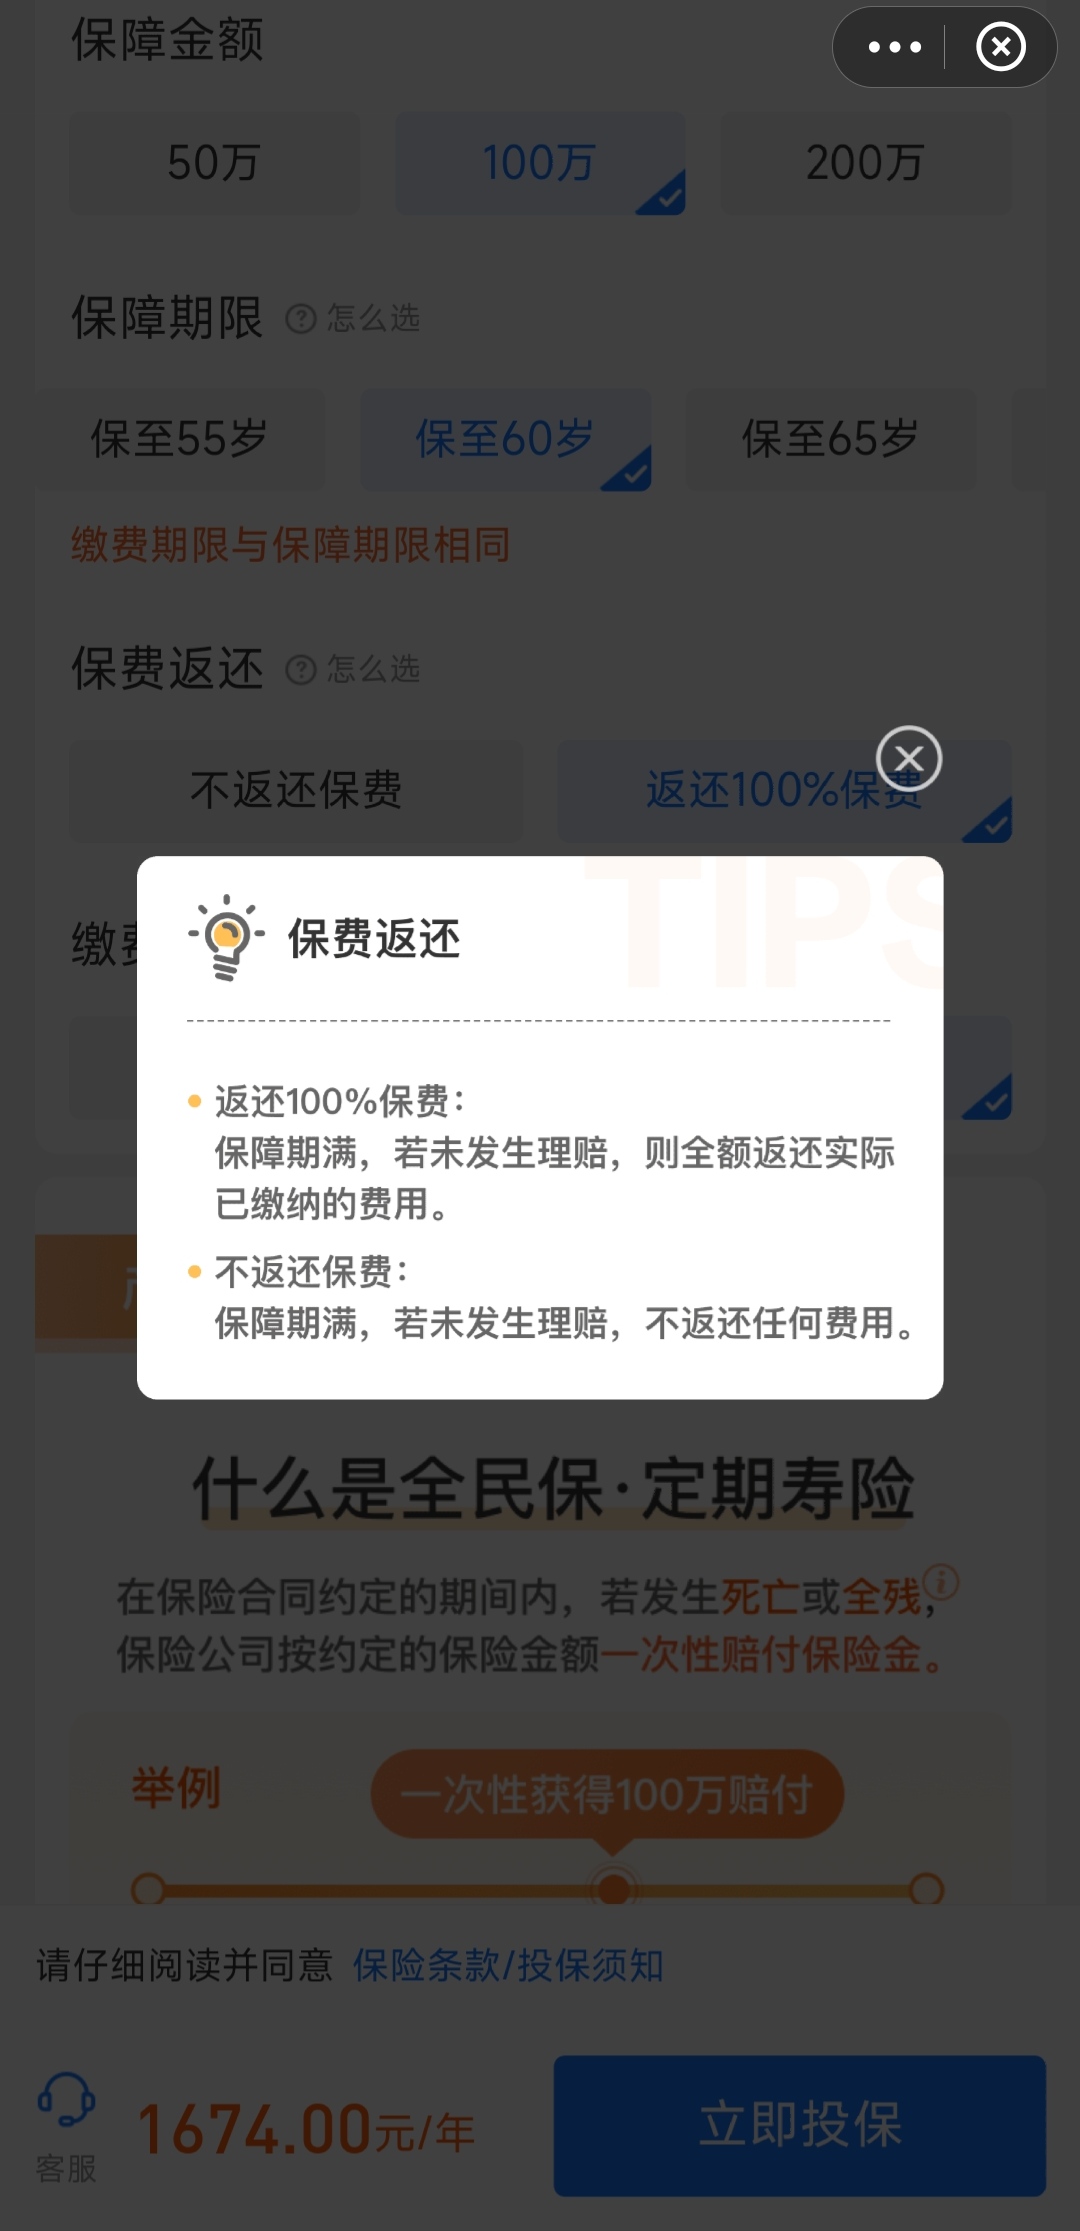 保障金额
50万
100万
200万
保障期限
怎么选
保至55岁
保至60岁
保至65岁
缴费期限与保障期限相同
保费返还
怎么选
不返还保费
返还100%保费
缴
TIPS
保费返还
返还100%保费：
保障期满，若未发生理赔，则全额返还实际
已缴纳的费用。
不返还保费：
保障期满，若未发生理赔，不返还任何费用。
什么是全民保·定期寿险
在保险合同约定的期间内，若发生死亡或全残，
保险公司按约定的保险金额一次性赔付保险金。
举例
一次性获得100万赔付
请仔细阅读并同意 保险条款/投保须知
客服
1674.00元/年
立即投保